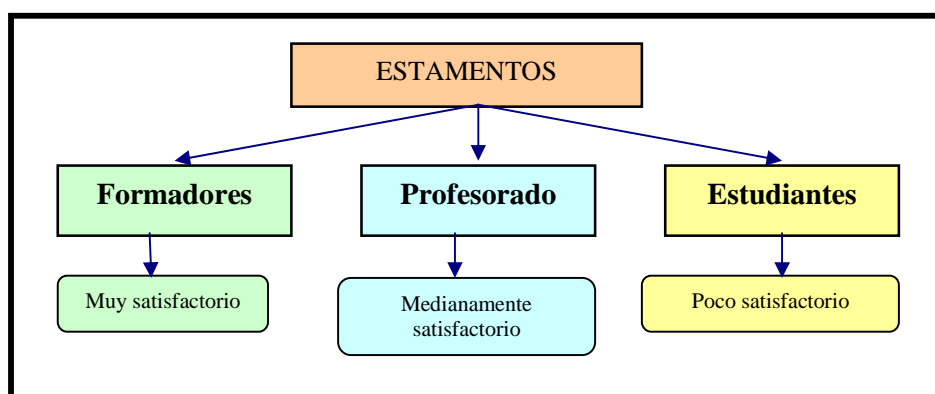 ESTAMENTOS
Formadores
Profesorado
Estudiantes
Muy satisfactorio
Medianamente
satisfactorio
Poco satisfactorio